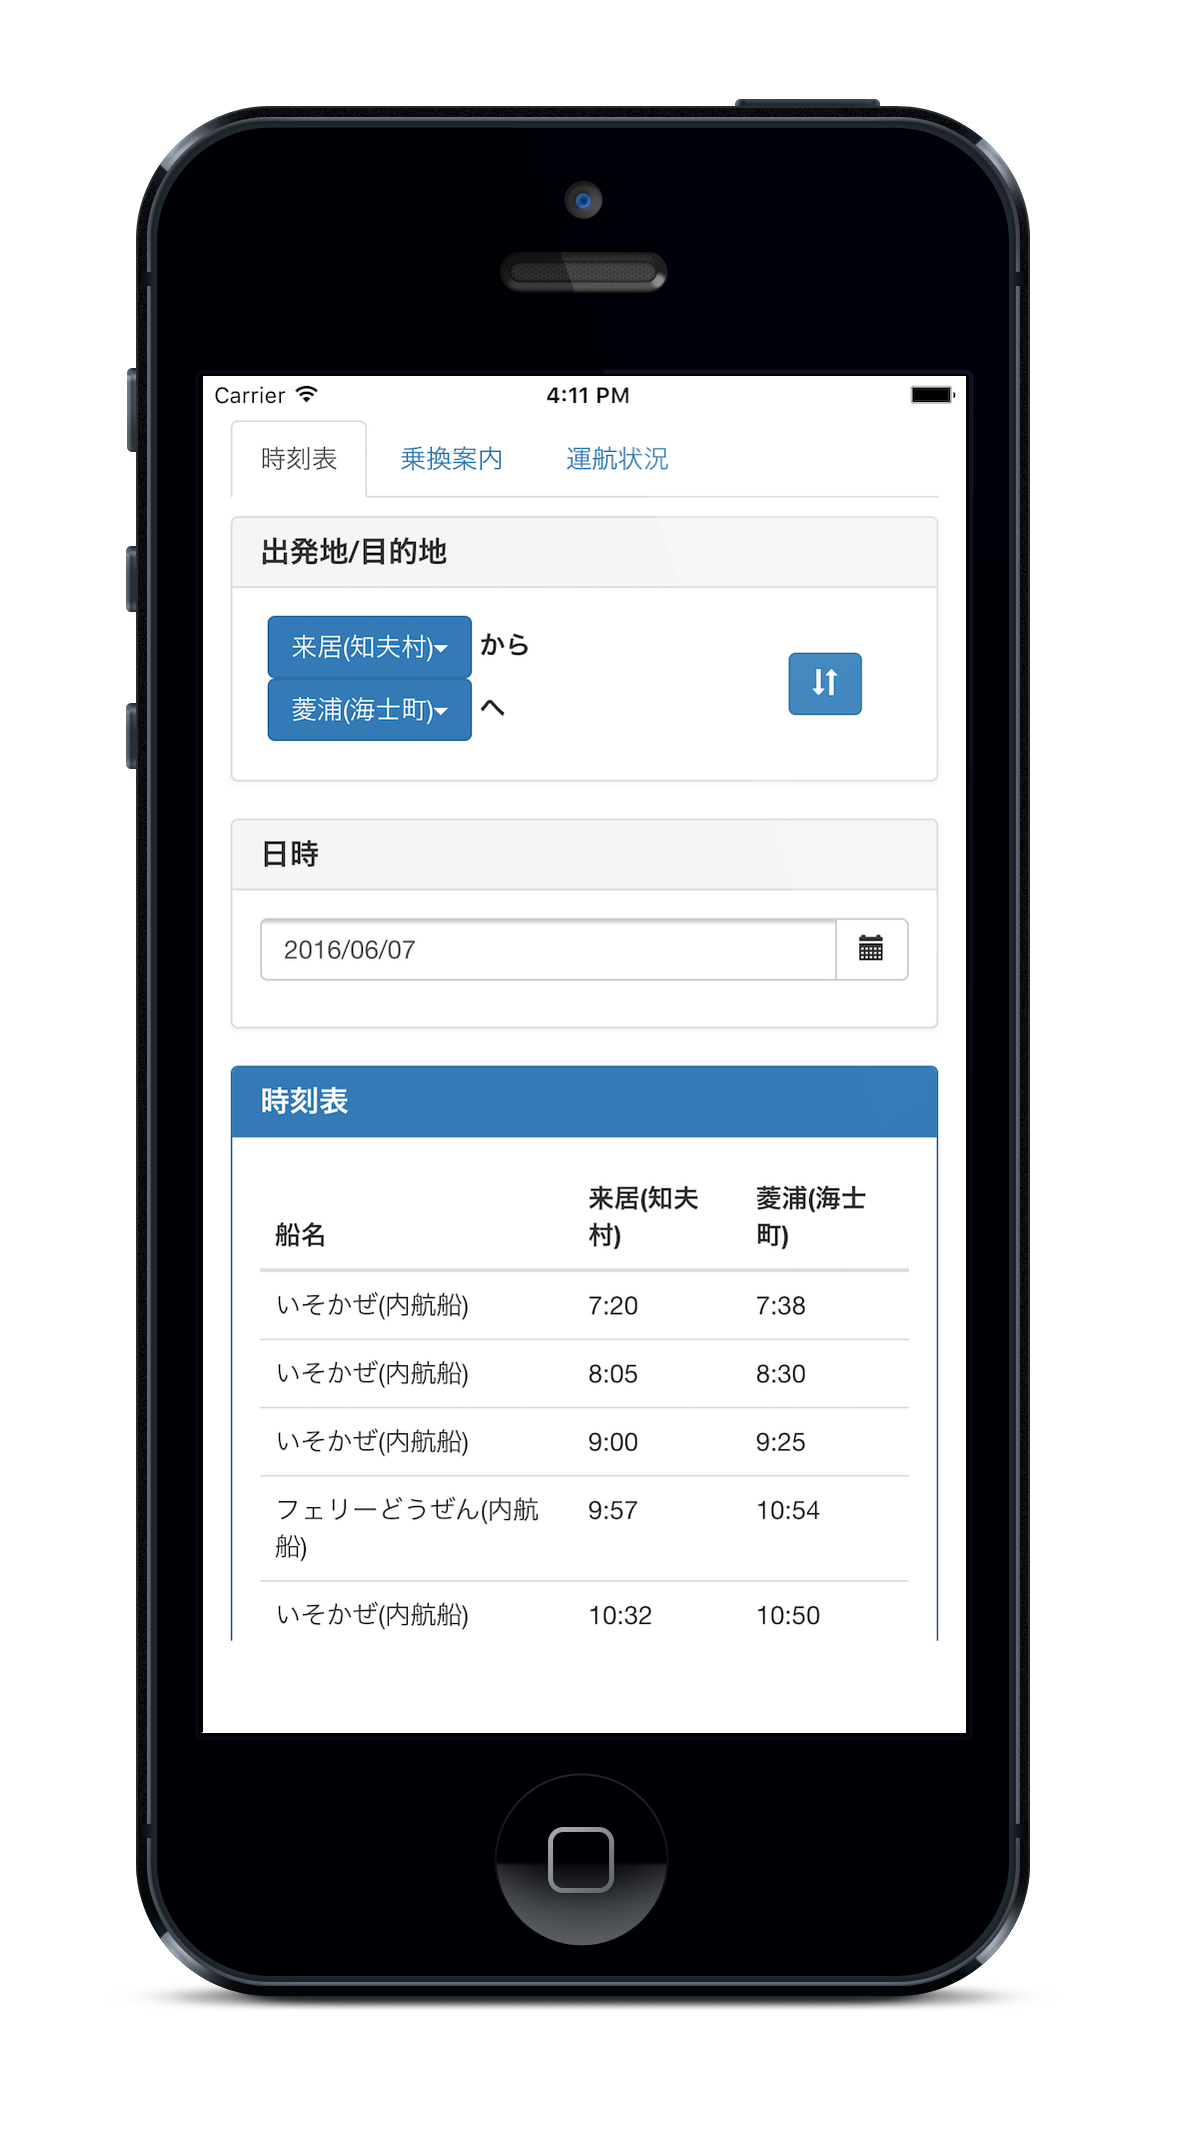 Carrier 4:11 PM
時刻表 乗換案内 運航状況
出発地/目的地
来居(知夫村) から
菱浦(海士町) へ
日時
2016/06/07
時刻表
船名 来居(知夫村) 菱浦(海士町)
いそかぜ(内航船) 7:20 7:38
いそかぜ(内航船) 8:05 8:30
いそかぜ(内航船) 9:00 9:25
フェリーどうぜん(内航船) 9:57 10:54
いそかぜ(内航船) 10:32 10:50